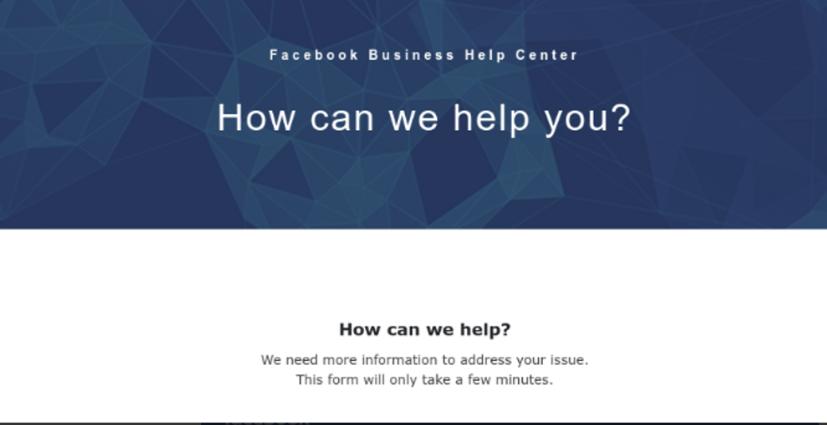 Facebook Business Help Center
How can we help you?
How can we help?
We need more information to address your issue.
This form will only take a few minutes.